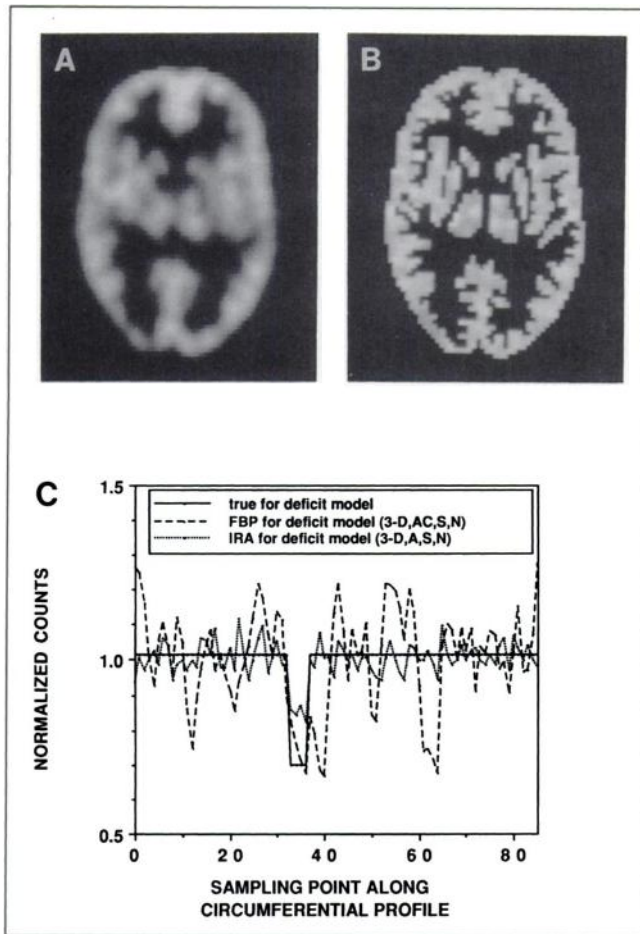 A
B
C
1.5
true for deficit model
FBP for deficit model (3-D,AC,S,N)
IRA for deficit model (3-D,A,S,N)
NORMALIZED COUNTS
1.0
0.5
0
20
40
60
80
SAMPLING POINT ALONG
CIRCUMFERENTIAL PROFILE